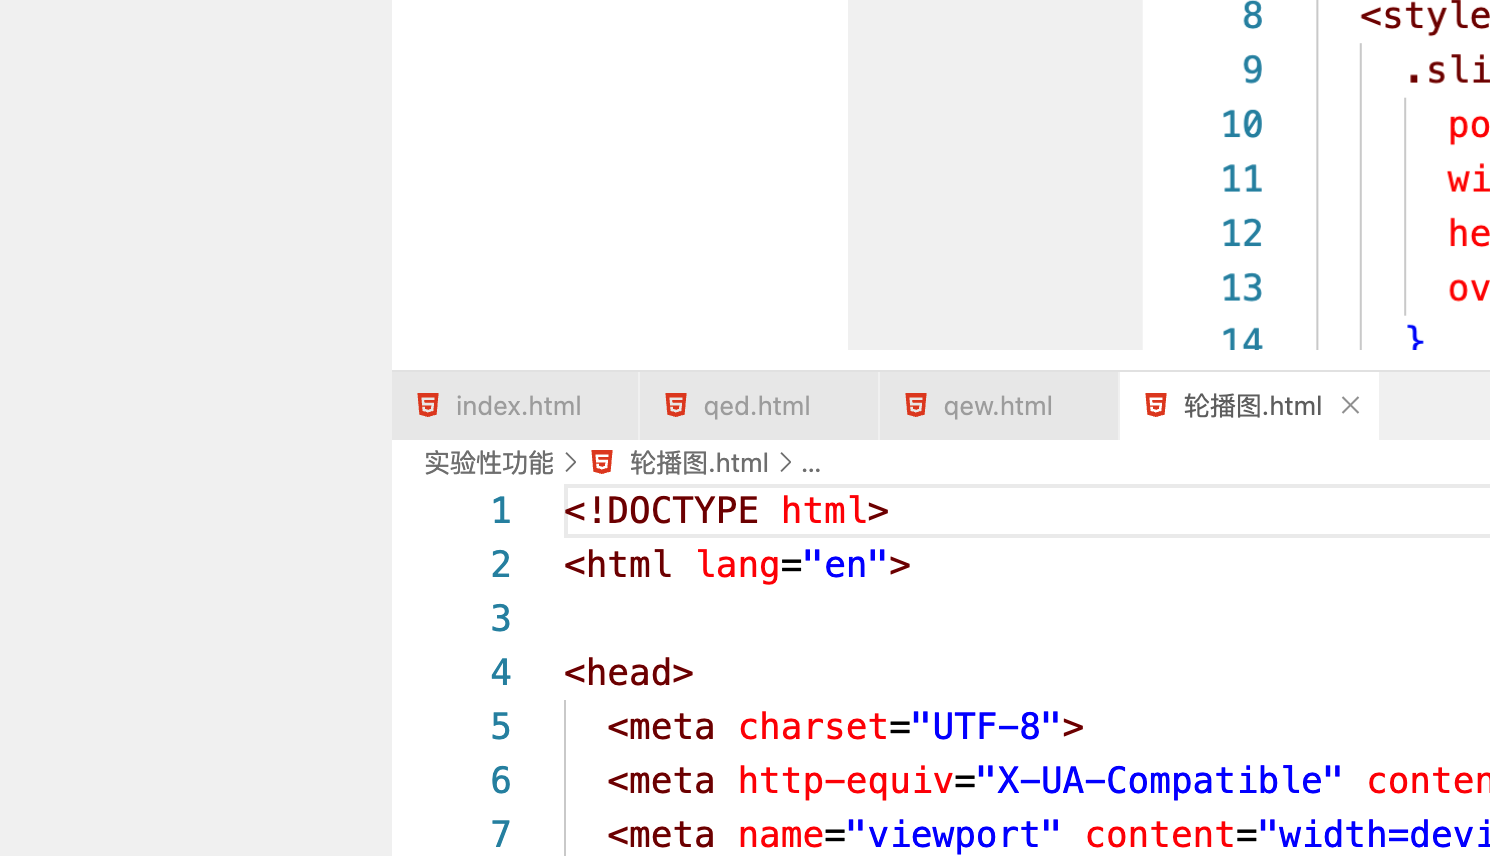 8 <style
9 .sli
10 po
11 wi
12 he
13 ov
14 }
index.html qed.html qew.html 轮播图.html
实验性功能 > 轮播图.html > ...
1 <!DOCTYPE html>
2 <html lang="en">
3
4 <head>
5 <meta charset="UTF-8">
6 <meta http-equiv="X-UA-Compatible" conten
7 <meta name="viewport" content="width=devi